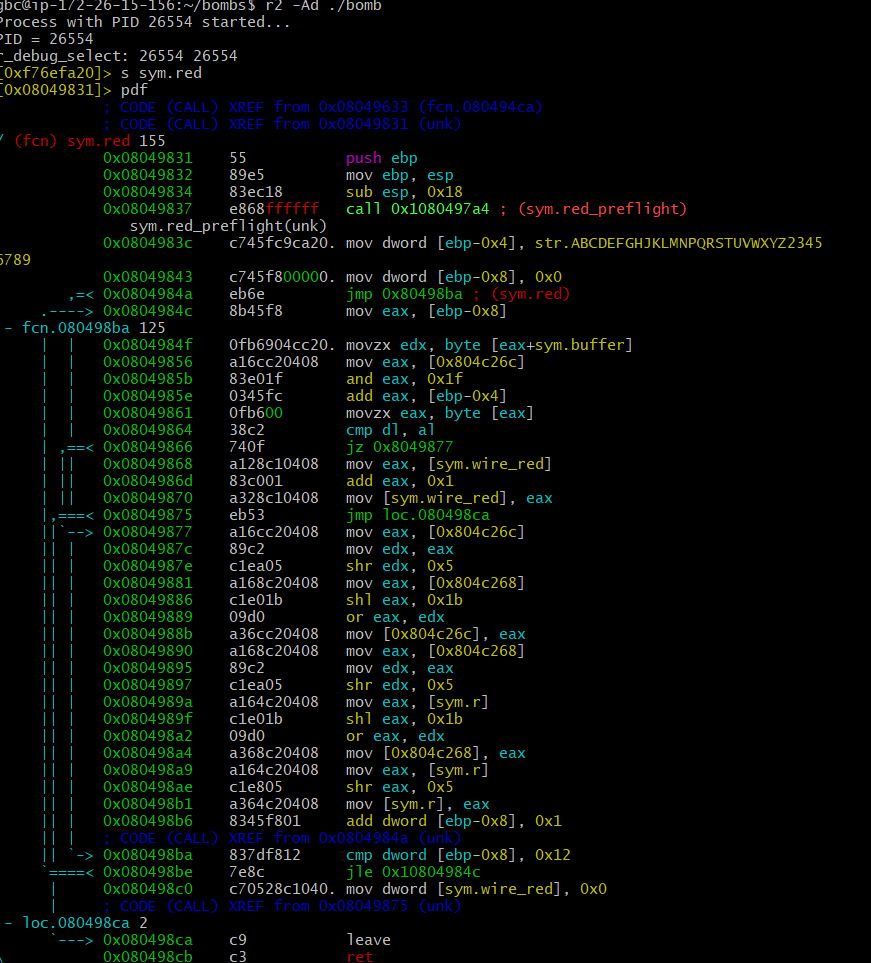 gbc@ip-172-26-15-156:~/bombs$ r2 -Ad ./bomb
Process with PID 26554 started...
PID = 26554
r_debug_select: 26554 26554
[0xf76efa20]> s sym.red
[0x08049831]> pdf
; CODE (CALL) XREF from 0x08049633 (fcn.080494ca)
; CODE (CALL) XREF from 0x08049831 (unk)
/ (fcn) sym.red 155
0x08049831 55 push ebp
0x08049832 89e5 mov ebp, esp
0x08049834 83ec18 sub esp, 0x18
0x08049837 e868ffffff call 0x1080497a4 ; (sym.red_preflight)
sym.red_preflight(unk)
0x0804983c c745fc9ca20. mov dword [ebp-0x4], str.ABCDEFGHJKLMNPQRSTUVWXYZ2345
6789
0x08049843 c745f800000. mov dword [ebp-0x8], 0x0
,=< 0x0804984a eb6e jmp 0x80498ba ; (sym.red)
.----> 0x0804984c 8b45f8 mov eax, [ebp-0x8]
- fcn.080498ba 125
| | 0x0804984f 0fb6904cc20. movzx edx, byte [eax+sym.buffer]
| | 0x08049856 a16cc20408 mov eax, [0x804c26c]
| | 0x0804985b 83e01f and eax, 0x1f
| | 0x0804985e 0345fc add eax, [ebp-0x4]
| | 0x08049861 0fb600 movzx eax, byte [eax]
| | 0x08049864 38c2 cmp dl, al
| ,==< 0x08049866 740f jz 0x8049877
| || 0x08049868 a128c10408 mov eax, [sym.wire_red]
| || 0x0804986d 83c001 add eax, 0x1
| || 0x08049870 a328c10408 mov [sym.wire_red], eax
|,===< 0x08049875 eb53 jmp loc.080498ca
||`--> 0x08049877 a16cc20408 mov eax, [0x804c26c]
|| | 0x0804987c 89c2 mov edx, eax
|| | 0x0804987e c1ea05 shr edx, 0x5
|| | 0x08049881 a168c20408 mov eax, [0x804c268]
|| | 0x08049886 c1e01b shl eax, 0x1b
|| | 0x08049889 09d0 or eax, edx
|| | 0x0804988b a36cc20408 mov [0x804c26c], eax
|| | 0x08049890 a168c20408 mov eax, [0x804c268]
|| | 0x08049895 89c2 mov edx, eax
|| | 0x08049897 c1ea05 shr edx, 0x5
|| | 0x0804989a a164c20408 mov eax, [sym.r]
|| | 0x0804989f c1e01b shl eax, 0x1b
|| | 0x080498a2 09d0 or eax, edx
|| | 0x080498a4 a368c20408 mov [0x804c268], eax
|| | 0x080498a9 a164c20408 mov eax, [sym.r]
|| | 0x080498ae c1e805 shr eax, 0x5
|| | 0x080498b1 a364c20408 mov [sym.r], eax
|| | 0x080498b6 8345f801 add dword [ebp-0x8], 0x1
|| | ; CODE (CALL) XREF from 0x0804984a (unk)
|| `-> 0x080498ba 837df812 cmp dword [ebp-0x8], 0x12
`====< 0x080498be 7e8c jle 0x10804984c
| 0x080498c0 c70528c1040. mov dword [sym.wire_red], 0x0
| ; CODE (CALL) XREF from 0x08049875 (unk)
- loc.080498ca 2
`---> 0x080498ca c9 leave
\ 0x080498cb c3 ret